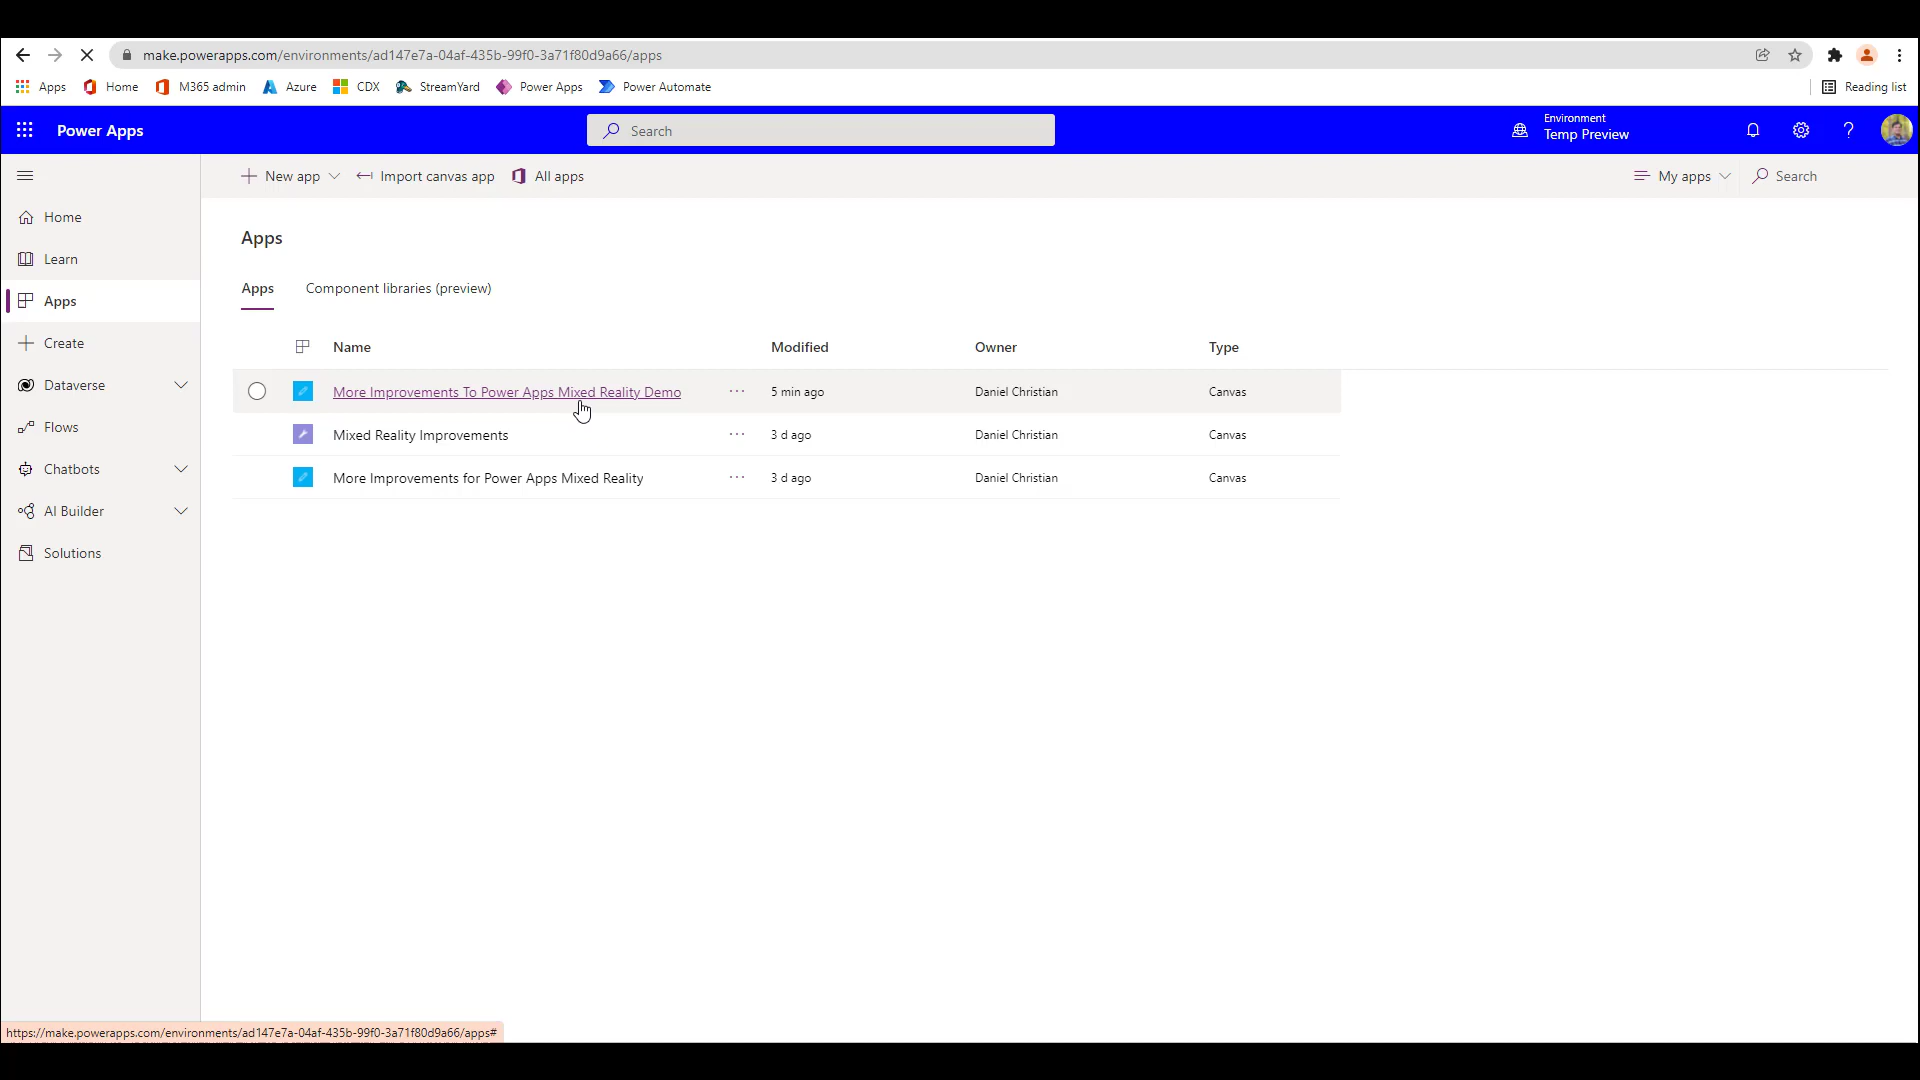 make.powerapps.com/environments/ad147e7a-04af-435b-99f0-3a71f80d9a66/apps
Apps Home M365 admin Azure CDX StreamYard Power Apps Power Automate Reading list
Power Apps Search Environment
Temp Preview ?
New app Import canvas app All apps My apps Search
Home
Learn
Apps
Create
Dataverse
Flows
Chatbots
AI Builder
Solutions
Apps
Apps Component libraries (preview)
Name Modified Owner Type
More Improvements To Power Apps Mixed Reality Demo ... 5 min ago Daniel Christian Canvas
Mixed Reality Improvements ... 3 d ago Daniel Christian Canvas
More Improvements for Power Apps Mixed Reality ... 3 d ago Daniel Christian Canvas
https://make.powerapps.com/environments/ad147e7a-04af-435b-99f0-3a71f80d9a66/apps#